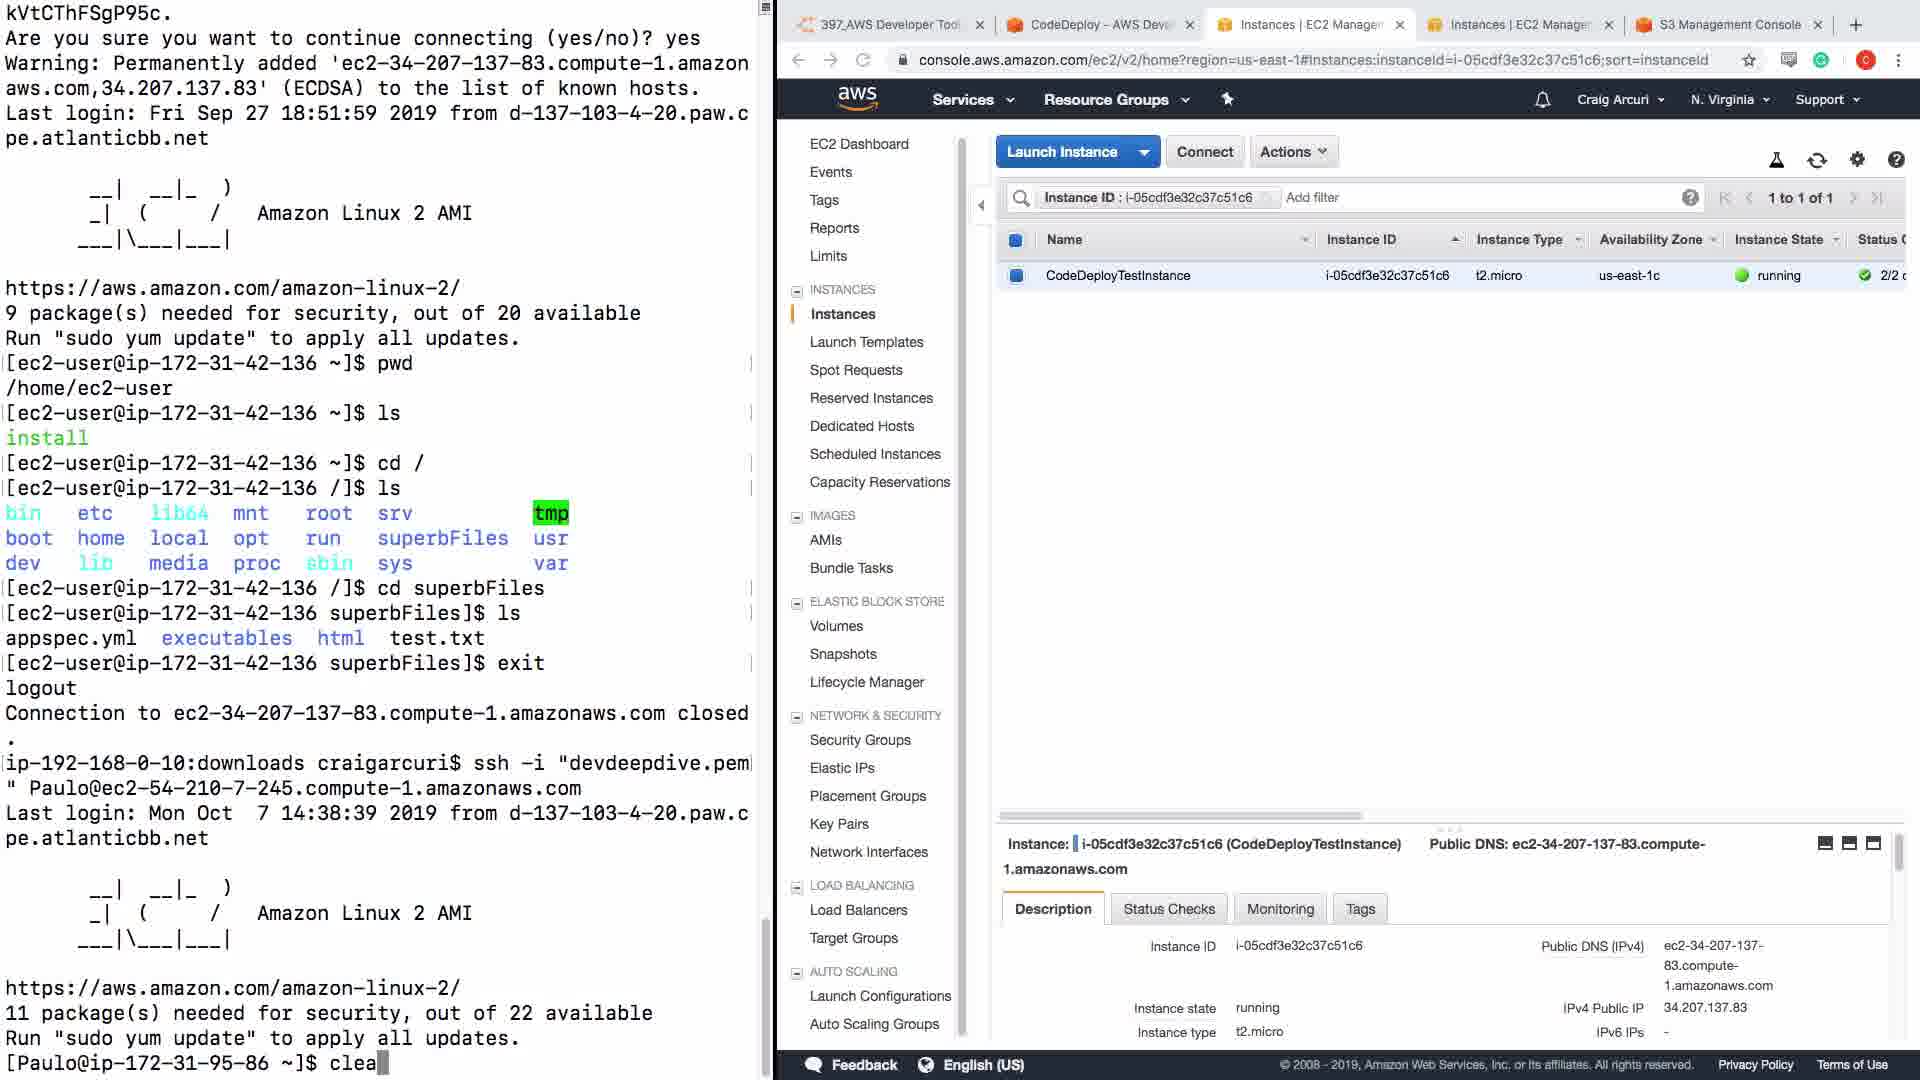 kVtCThFSgP95c.
Are you sure you want to continue connecting (yes/no)? yes
Warning: Permanently added 'ec2-34-207-137-83.compute-1.amazon
aws.com,34.207.137.83' (ECDSA) to the list of known hosts.
Last login: Fri Sep 27 18:51:59 2019 from d-137-103-4-20.paw.c
pe.atlanticbb.net
__|  __|_  )
_|  (     /   Amazon Linux 2 AMI
___|\___|___|
https://aws.amazon.com/amazon-linux-2/
9 package(s) needed for security, out of 20 available
Run "sudo yum update" to apply all updates.
[ec2-user@ip-172-31-42-136 ~]$ pwd
/home/ec2-user
[ec2-user@ip-172-31-42-136 ~]$ ls
install
[ec2-user@ip-172-31-42-136 ~]$ cd /
[ec2-user@ip-172-31-42-136 /]$ ls
bin   etc   lib64  mnt   root  srv         tmp
boot  home  local  opt   run   superbFiles  usr
dev   lib   media  proc  sbin  sys         var
[ec2-user@ip-172-31-42-136 /]$ cd superbFiles
[ec2-user@ip-172-31-42-136 superbFiles]$ ls
appspec.yml  executables  html  test.txt
[ec2-user@ip-172-31-42-136 superbFiles]$ exit
logout
Connection to ec2-34-207-137-83.compute-1.amazonaws.com closed
.
ip-192-168-0-10:downloads craigarcuri$ ssh -i "devdeepdive.pem
" Paulo@ec2-54-210-7-245.compute-1.amazonaws.com
Last login: Mon Oct  7 14:38:39 2019 from d-137-103-4-20.paw.c
pe.atlanticbb.net
__|  __|_  )
_|  (     /   Amazon Linux 2 AMI
___|\___|___|
https://aws.amazon.com/amazon-linux-2/
11 package(s) needed for security, out of 22 available
Run "sudo yum update" to apply all updates.
[Paulo@ip-172-31-95-86 ~]$ clea
397_AWS Developer Tool
CodeDeploy – AWS Deve
Instances | EC2 Manage
Instances | EC2 Manage
S3 Management Console
console.aws.amazon.com/ec2/v2/home?region=us-east-1#Instances:instanceId=i-05cdf3e32c37c51c6;sort=instanceId
C
aws
Services
Resource Groups
Craig Arcuri
N. Virginia
Support
EC2 Dashboard
Events
Tags
Reports
Limits
INSTANCES
Instances
Launch Templates
Spot Requests
Reserved Instances
Dedicated Hosts
Scheduled Instances
Capacity Reservations
IMAGES
AMIs
Bundle Tasks
ELASTIC BLOCK STORE
Volumes
Snapshots
Lifecycle Manager
NETWORK & SECURITY
Security Groups
Elastic IPs
Placement Groups
Key Pairs
Network Interfaces
LOAD BALANCING
Load Balancers
Target Groups
AUTO SCALING
Launch Configurations
Auto Scaling Groups
Launch Instance
Connect
Actions
Instance ID : i-05cdf3e32c37c51c6
Add filter
1 to 1 of 1
Name Instance ID Instance Type Availability Zone Instance State Status C
CodeDeployTestInstance i-05cdf3e32c37c51c6 t2.micro us-east-1c running 2/2 c
Instance: i-05cdf3e32c37c51c6 (CodeDeployTestInstance) Public DNS: ec2-34-207-137-83.compute-
1.amazonaws.com
Description Status Checks Monitoring Tags
Instance ID i-05cdf3e32c37c51c6
Public DNS (IPv4) ec2-34-207-137-
83.compute-
1.amazonaws.com
Instance state running
IPv4 Public IP 34.207.137.83
Instance type t2.micro
IPv6 IPs -
Feedback
English (US)
© 2008 - 2019, Amazon Web Services, Inc. or its affiliates. All rights reserved.
Privacy Policy
Terms of Use